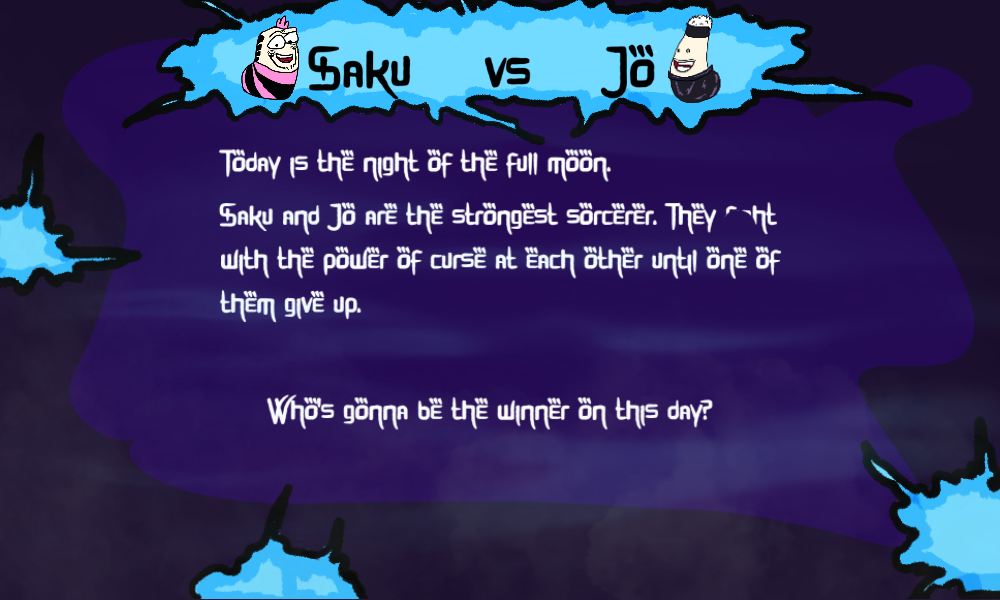 Saku vs Jo
Today is the night of the full moon.
Saku and Jo are the strongest sorcerer. They
with the power of curse at each other until one of
them give up.
Who's gonna be the winner on this day?